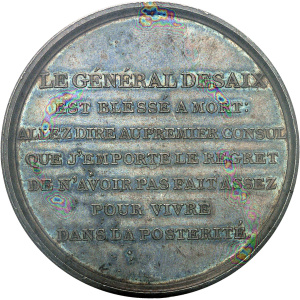 LE GÉNÉRAL DESAIX
EST BLESSÉ A MORT:
ALLEZ DIRE AU PREMIER CONSUL
QUE J'EMPORTE LE REGRET
DE N'AVOIR PAS FAIT ASSEZ
POUR VIVRE
DANS LA POSTÉRITÉ.